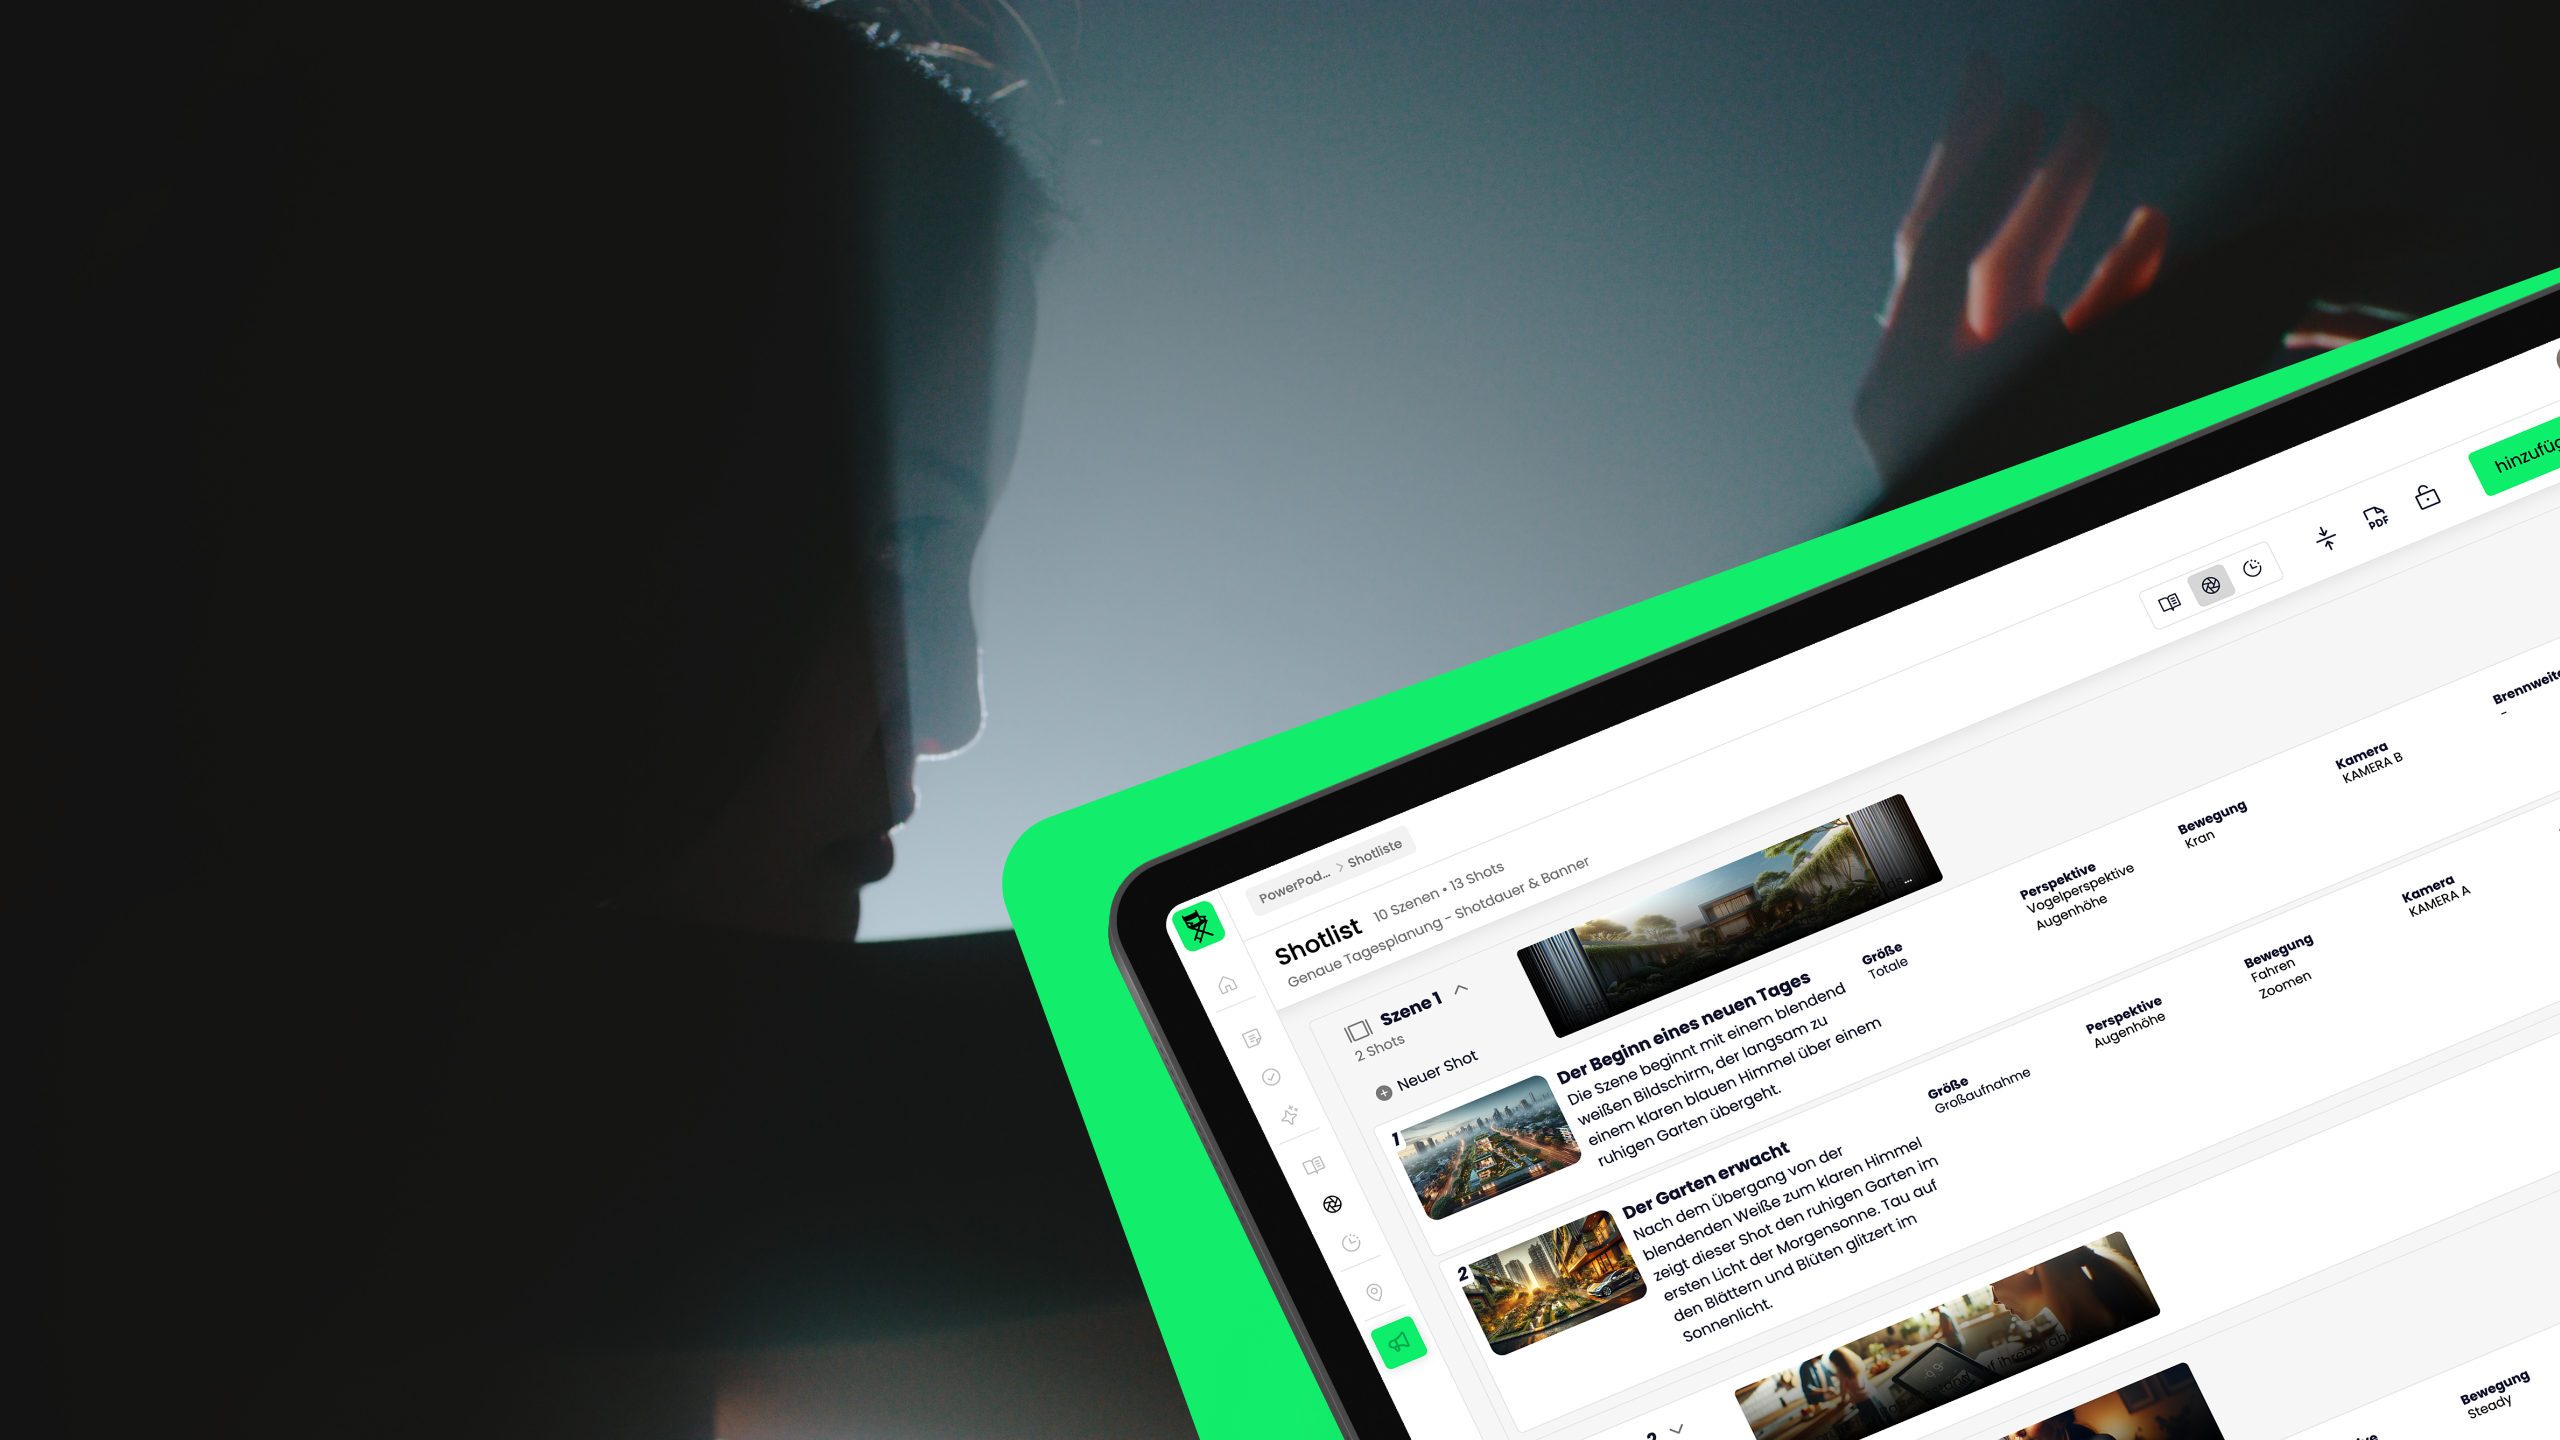 PowerPod... > Shotliste
Shotlist 10 Szenen • 13 Shots
Genaue Tagesplanung - Shotdauer & Banner
PDF
hinzufüg
Szene 1
2 Shots
Neuer Shot
1
Der Beginn eines neuen Tages
Die Szene beginnt mit einem blendend
weißen Bildschirm, der langsam zu
einem klaren blauen Himmel über einem
ruhigen Garten übergeht.
Größe
Totale
Perspektive
Vogelperspektive
Augenhöhe
Bewegung
Kran
Kamera
KAMERA B
Brennweite
-
2
Der Garten erwacht
Nach dem Übergang von der
blendenden Weiße zum klaren Himmel
zeigt dieser Shot den ruhigen Garten im
ersten Licht der Morgensonne. Tau auf
den Blättern und Blüten glitzert im
Sonnenlicht.
Größe
Großaufnahme
Perspektive
Augenhöhe
Bewegung
Fahren
Zoomen
Kamera
KAMERA A
2
Bewegung
Steady